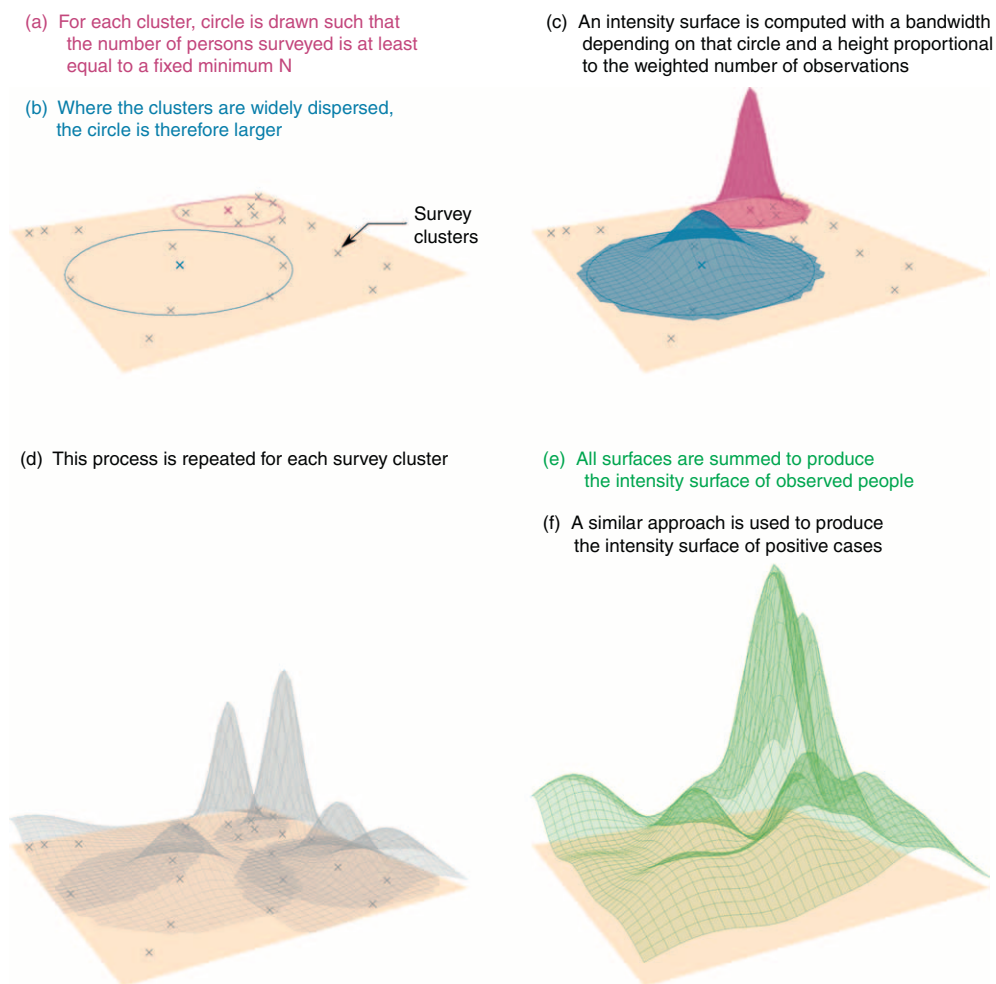 (a) For each cluster, circle is drawn such that
the number of persons surveyed is at least
equal to a fixed minimum N
(b) Where the clusters are widely dispersed,
the circle is therefore larger
Survey
clusters
(c) An intensity surface is computed with a bandwidth
depending on that circle and a height proportional
to the weighted number of observations
(d) This process is repeated for each survey cluster
(e) All surfaces are summed to produce
the intensity surface of observed people
(f) A similar approach is used to produce
the intensity surface of positive cases